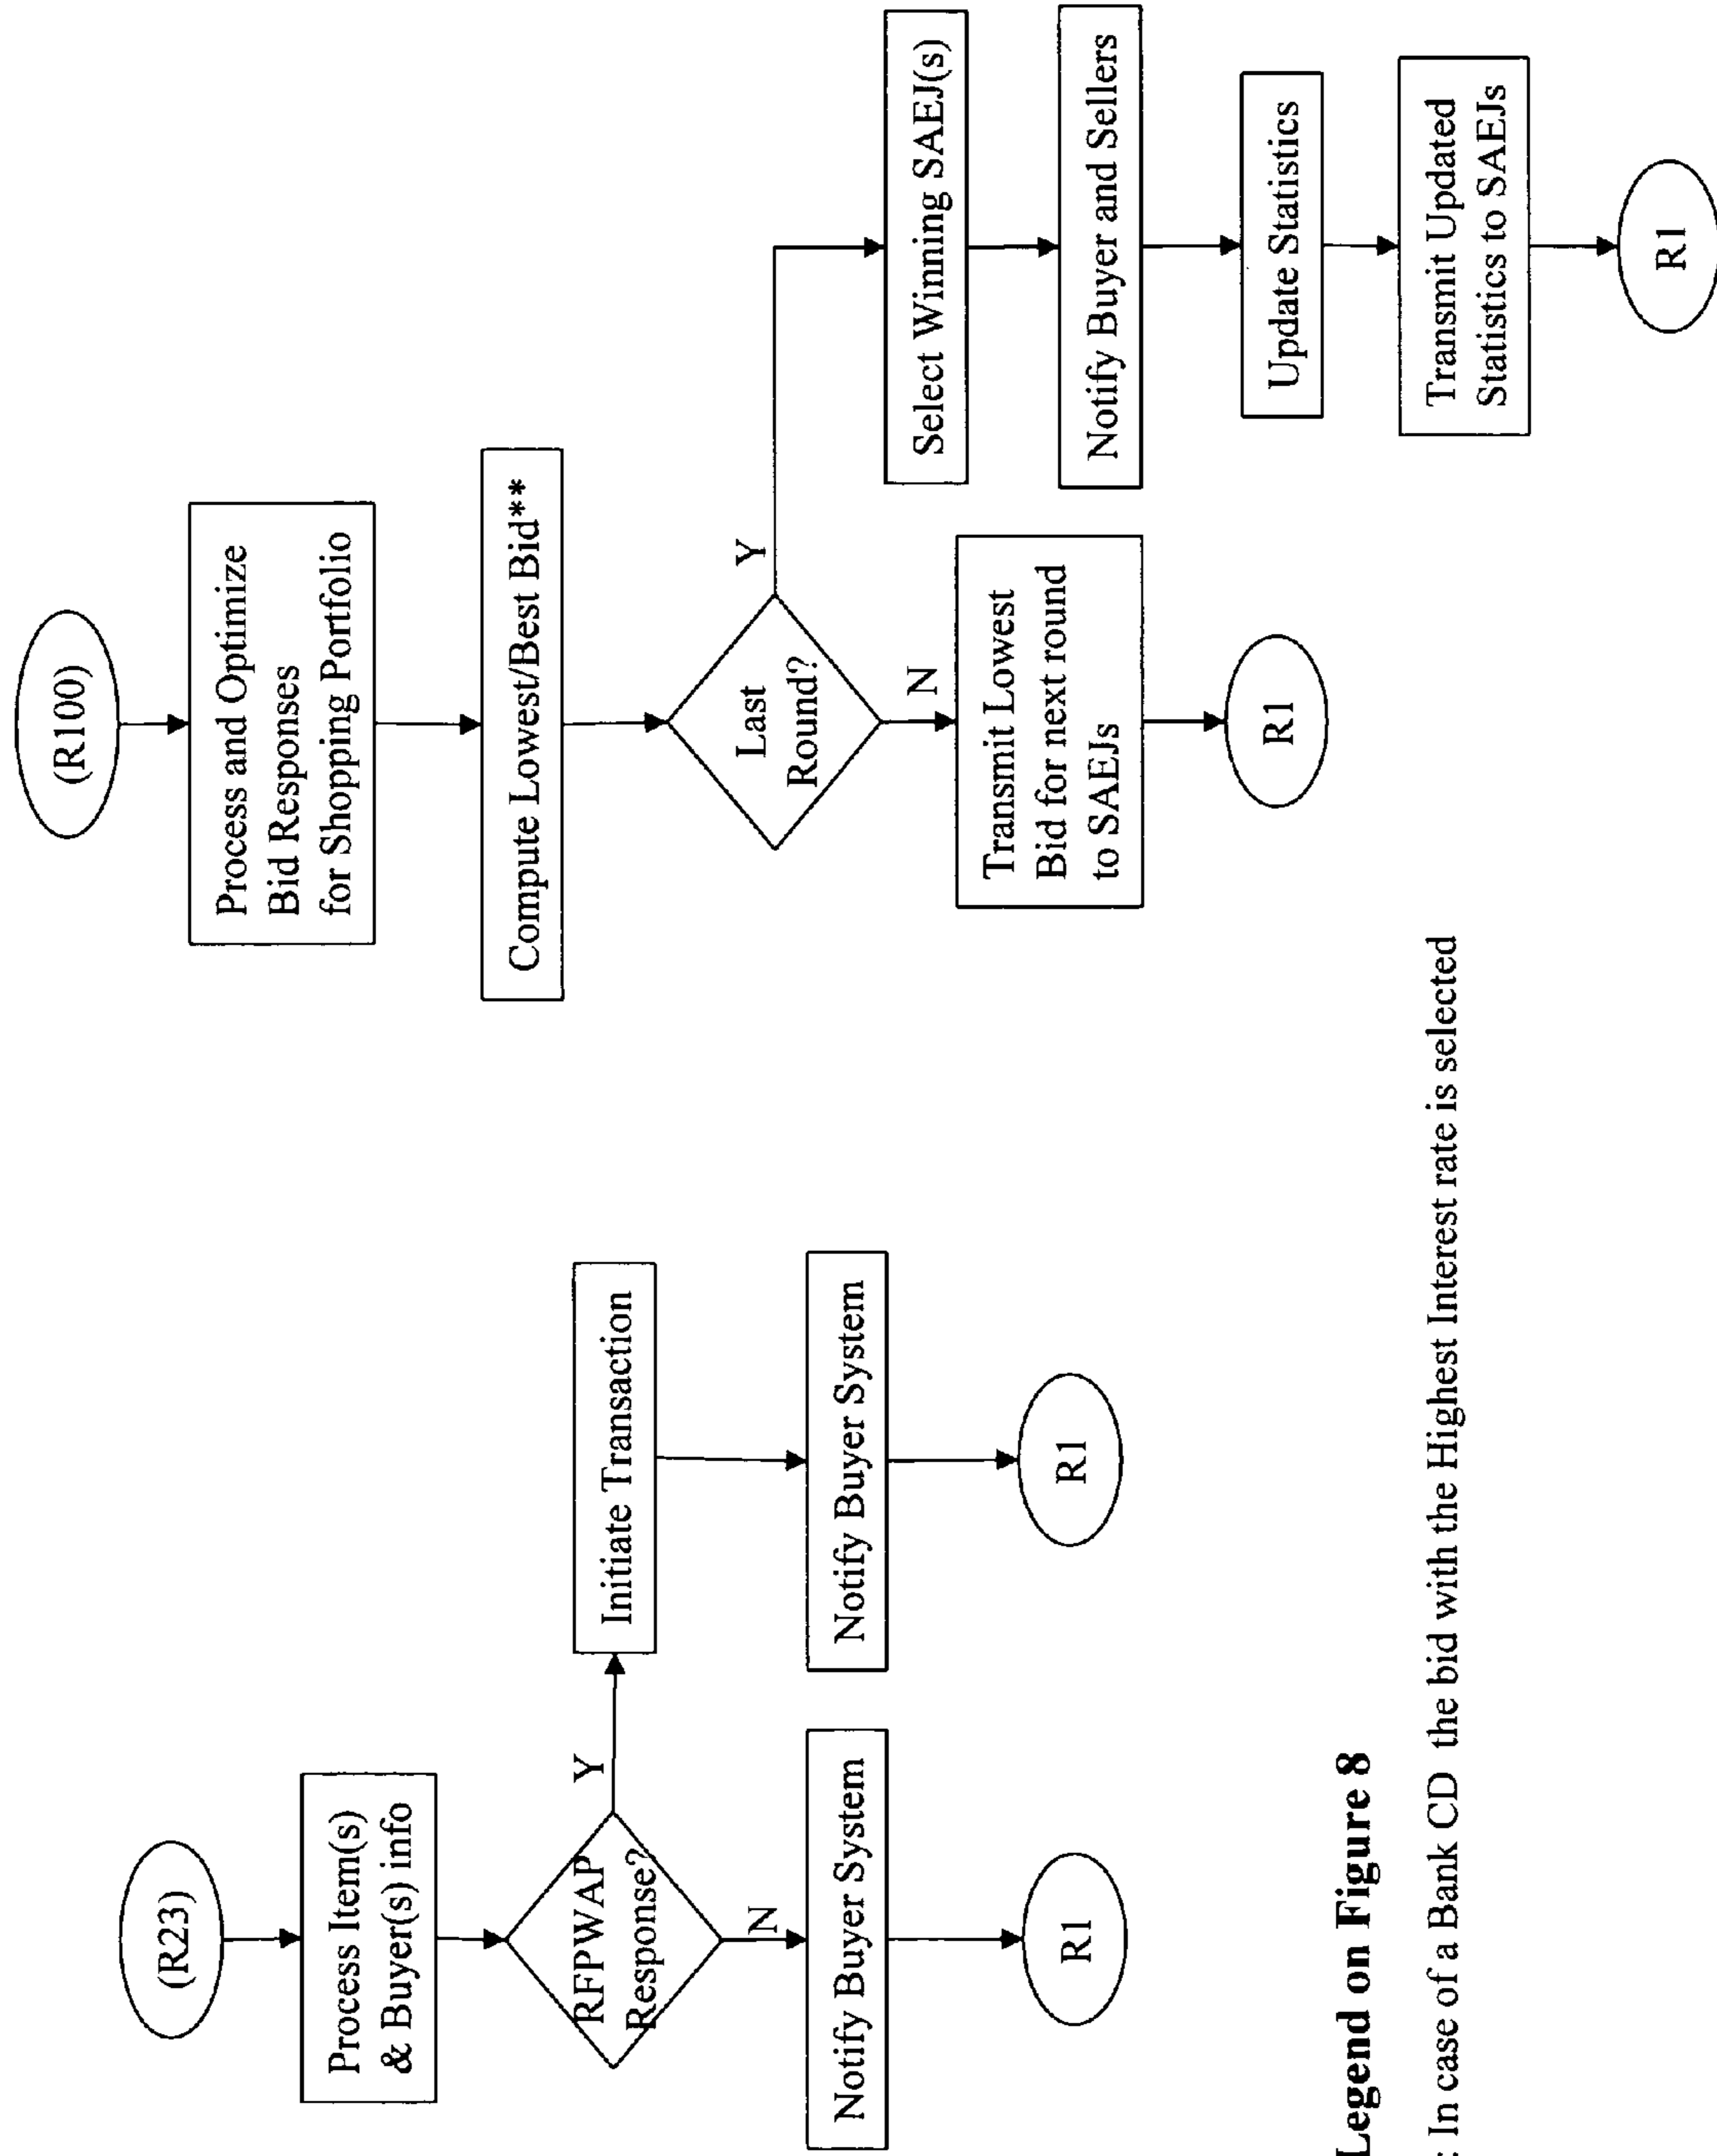 (R23)
Process Item(s)
& Buyer(s) info
RFPWAP
Response?
Y
N
Initiate Transaction
Notify Buyer System
R1
Notify Buyer System
R1
(R100)
Process and Optimize
Bid Responses
for Shopping Portfolio
Compute Lowest/Best Bid**
Last
Round?
Y
N
Transmit Lowest
Bid for next round
to SAEJs
R1
Select Winning SAEJ(s)
Notify Buyer and Sellers
Update Statistics
Transmit Updated
Statistics to SAEJs
R1
Legend on Figure 8
: In case of a Bank CD the bid with the Highest Interest rate is selected